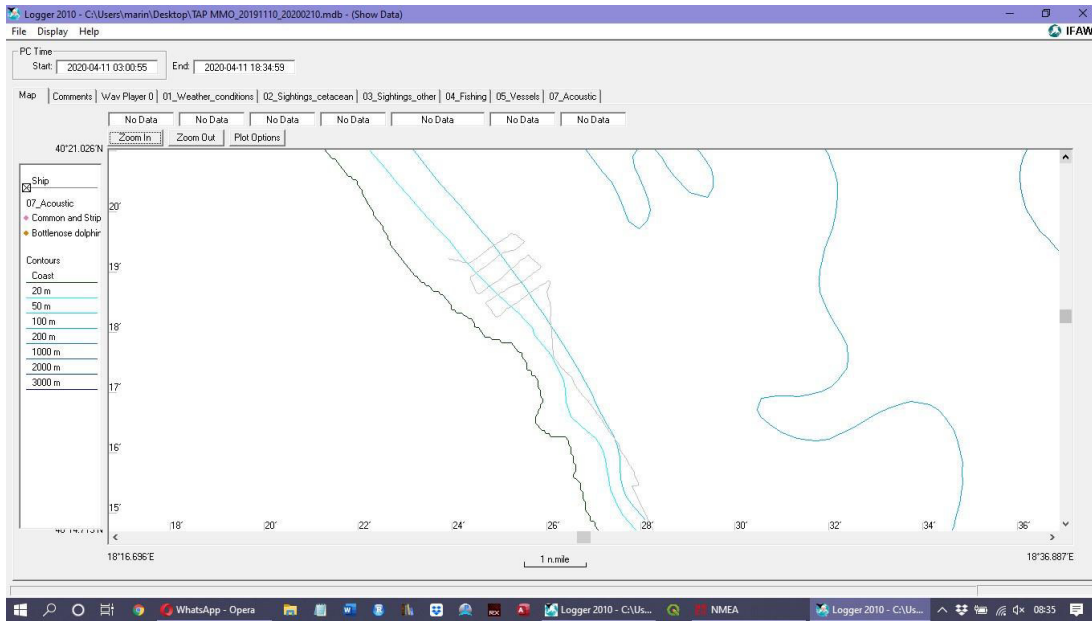 Logger 2010 - C:\Users\marin\Desktop\TAP MMO_20191110_20200210.mdb - (Show Data)
File Display Help
IFAW
PC Time
Start: 2020-04-11 03:00:55 End: 2020-04-11 18:34:59
Map Comments Wav Player 0 01_Weather_conditions 02_Sightings_cetacean 03_Sightings_other 04_Fishing 05_Vessels 07_Acoustic
No Data No Data No Data No Data No Data No Data No Data
Zoom In Zoom Out Plot Options
40°21.026'N
Ship
07_Acoustic
Common and Strip
Bottlenose dolphin
Contours
Coast
20 m
50 m
100 m
200 m
1000 m
2000 m
3000 m
20'
19'
18'
17'
16'
15'
18' 20' 22' 24' 26' 28' 30' 32' 34' 36'
18°16.696'E
1 n.mile
18°36.887'E
WhatsApp - Opera
Logger 2010 - C:\Us...
NMEA
Logger 2010 - C:\Us...
08:35